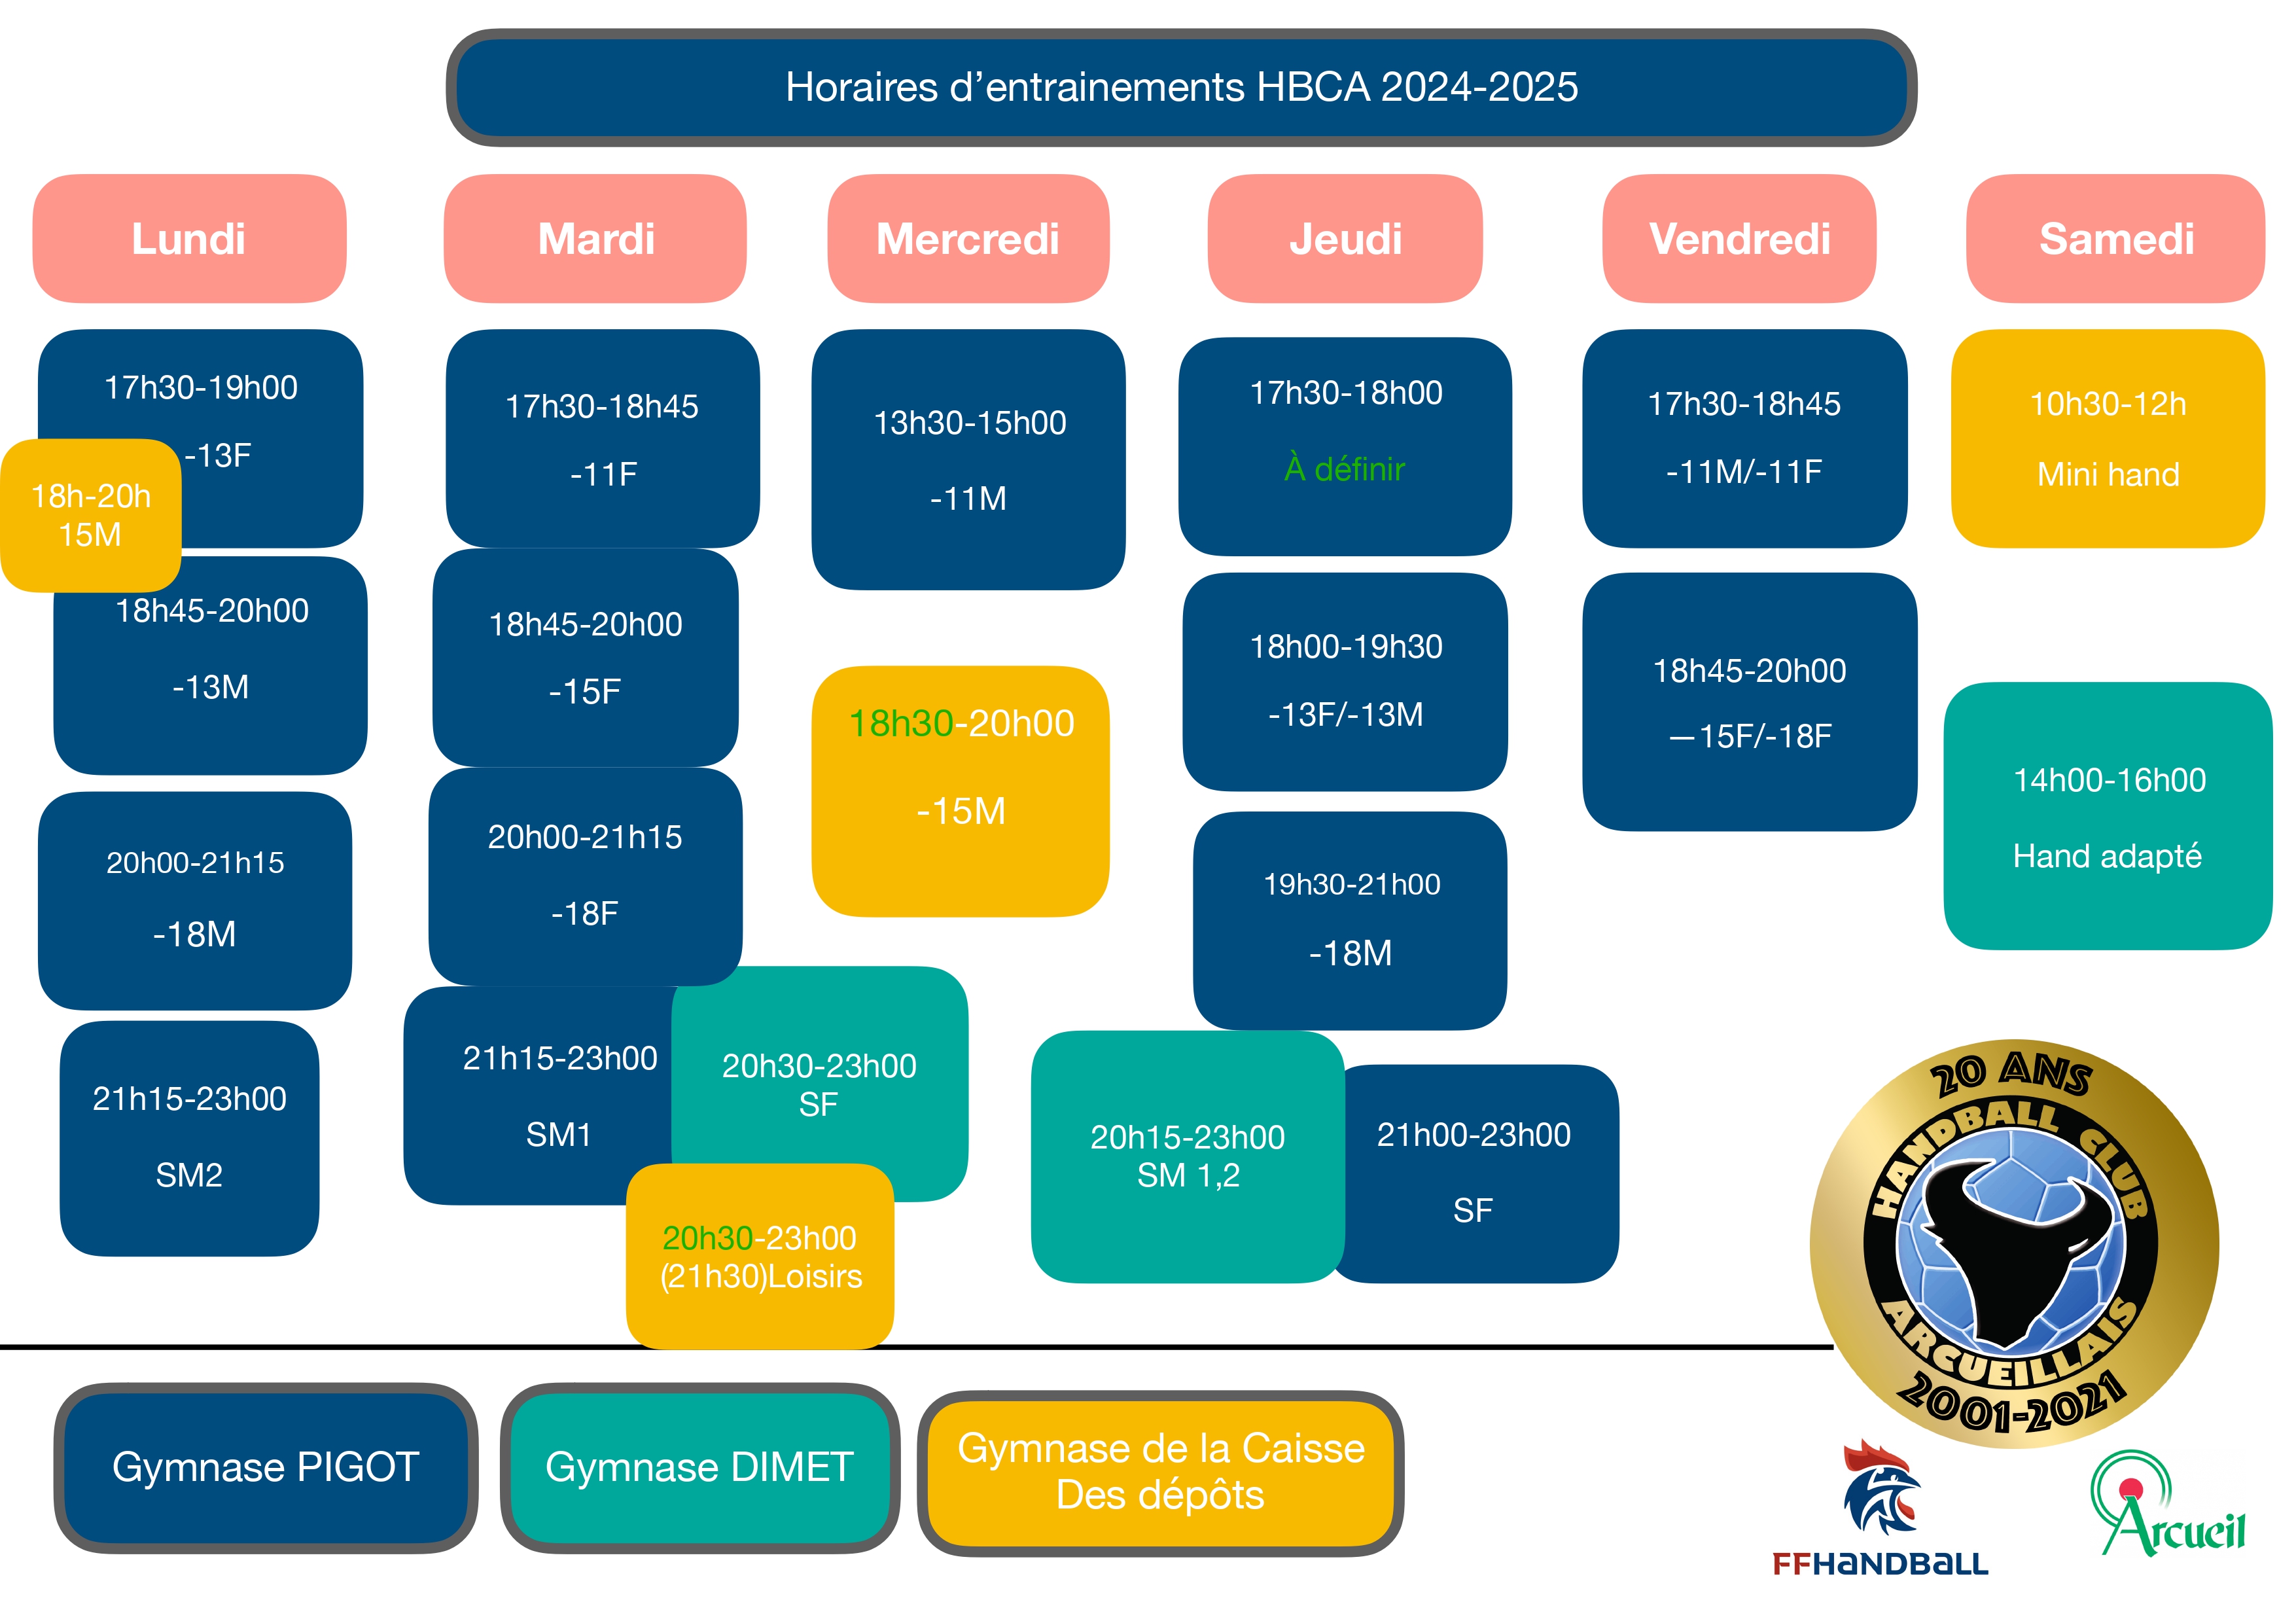 Horaires d’entrainements HBCA 2024-2025
Lundi
Mardi
Mercredi
Jeudi
Vendredi
Samedi
17h30-19h00
-13F
18h-20h
15M
18h45-20h00
-13M
20h00-21h15
-18M
21h15-23h00
SM2
17h30-18h45
-11F
18h45-20h00
-15F
20h00-21h15
-18F
21h15-23h00
SM1
20h30-23h00
SF
20h30-23h00
(21h30)Loisirs
13h30-15h00
-11M
18h30-20h00
-15M
17h30-18h00
À définir
18h00-19h30
-13F/-13M
19h30-21h00
-18M
20h15-23h00
SM 1,2
21h00-23h00
SF
17h30-18h45
-11M/-11F
18h45-20h00
—15F/-18F
10h30-12h
Mini hand
14h00-16h00
Hand adapté
20 ANS
HANDBALL CLUB
ARCUEILLAIS
2001-2021
Gymnase PIGOT
Gymnase DIMET
Gymnase de la Caisse
Des dépôts
FFHANDBALL
Arcueil